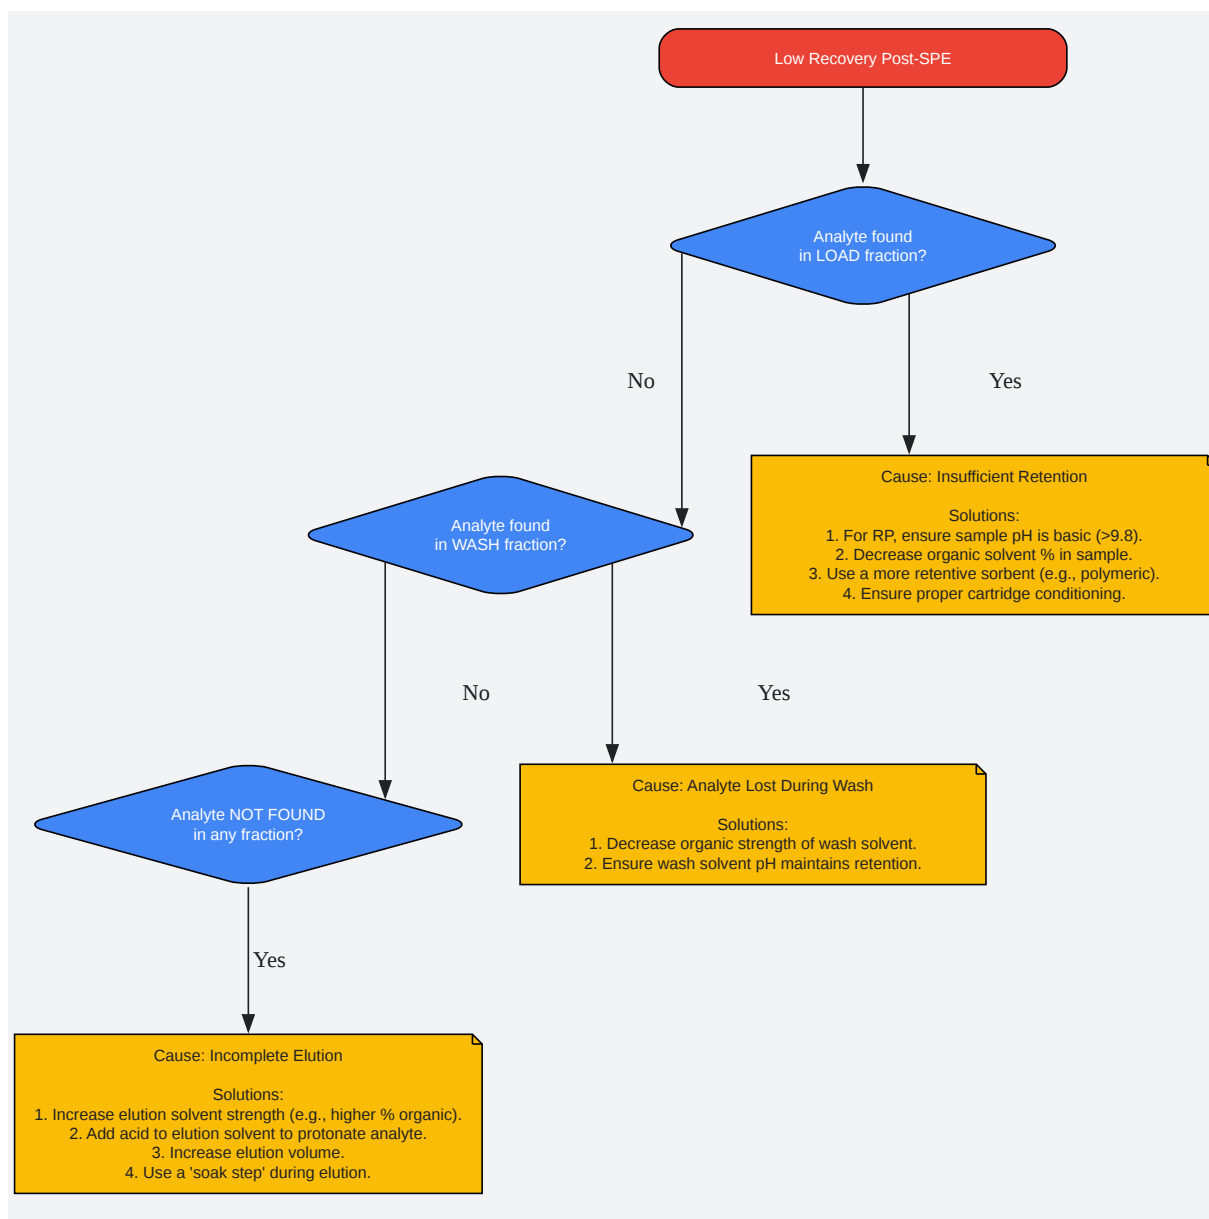 Low Recovery Post-SPE
Analyte found
in LOAD fraction?
No
Yes
Cause: Insufficient Retention
Solutions:
1. For RP, ensure sample pH is basic (>9.8).
2. Decrease organic solvent % in sample.
3. Use a more retentive sorbent (e.g., polymeric).
4. Ensure proper cartridge conditioning.
Analyte found
in WASH fraction?
No
Yes
Cause: Analyte Lost During Wash
Solutions:
1. Decrease organic strength of wash solvent.
2. Ensure wash solvent pH maintains retention.
Analyte NOT FOUND
in any fraction?
Yes
Cause: Incomplete Elution
Solutions:
1. Increase elution solvent strength (e.g., higher % organic).
2. Add acid to elution solvent to protonate analyte.
3. Increase elution volume.
4. Use a 'soak step' during elution.